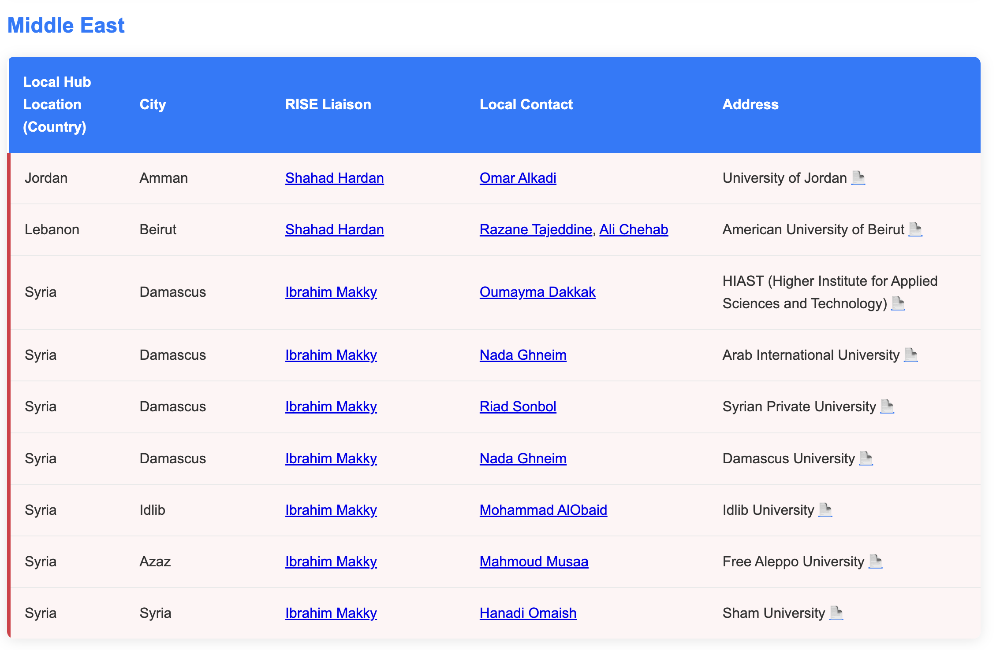 Middle East
Local Hub Location (Country) City RISE Liaison Local Contact Address
Jordan Amman Shahad Hardan Omar Alkadi University of Jordan
Lebanon Beirut Shahad Hardan Razane Tajeddine, Ali Chehab American University of Beirut
Syria Damascus Ibrahim Makky Oumayma Dakkak HIAST (Higher Institute for Applied Sciences and Technology)
Syria Damascus Ibrahim Makky Nada Ghneim Arab International University
Syria Damascus Ibrahim Makky Riad Sonbol Syrian Private University
Syria Damascus Ibrahim Makky Nada Ghneim Damascus University
Syria Idlib Ibrahim Makky Mohammad AlObaid Idlib University
Syria Azaz Ibrahim Makky Mahmoud Musaa Free Aleppo University
Syria Syria Ibrahim Makky Hanadi Omaish Sham University